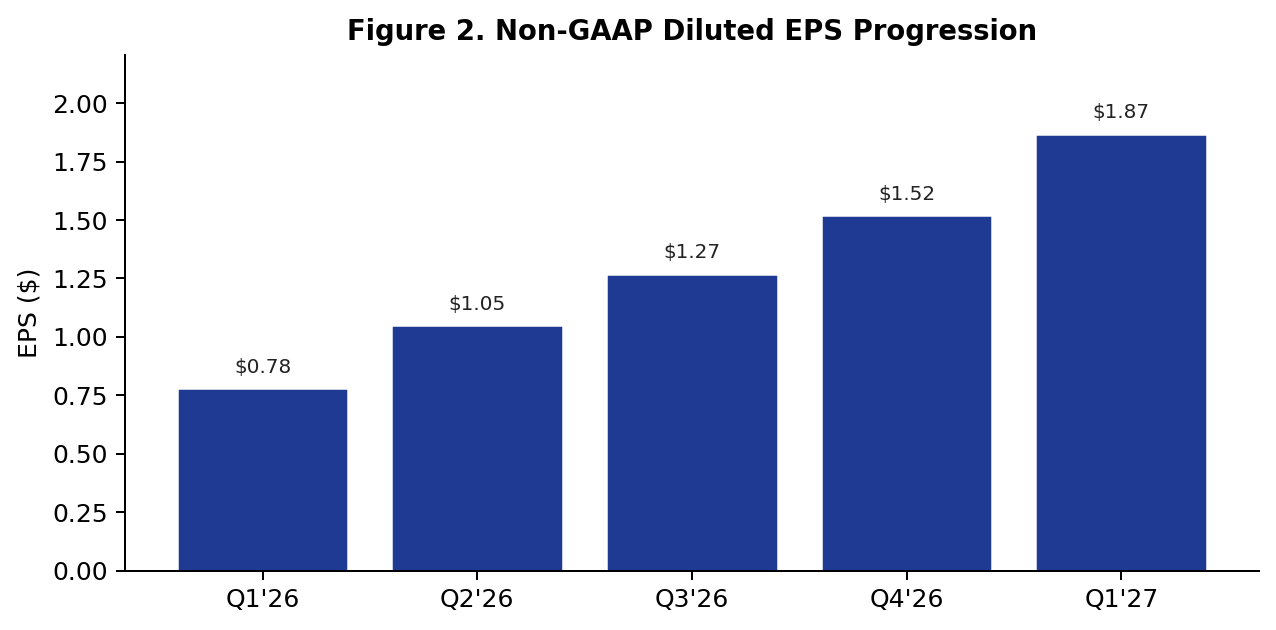 Figure 2. Non-GAAP Diluted EPS Progression
EPS ($)
2.00
1.75
1.50
1.25
1.00
0.75
0.50
0.25
0.00
$0.78
$1.05
$1.27
$1.52
$1.87
Q1'26
Q2'26
Q3'26
Q4'26
Q1'27